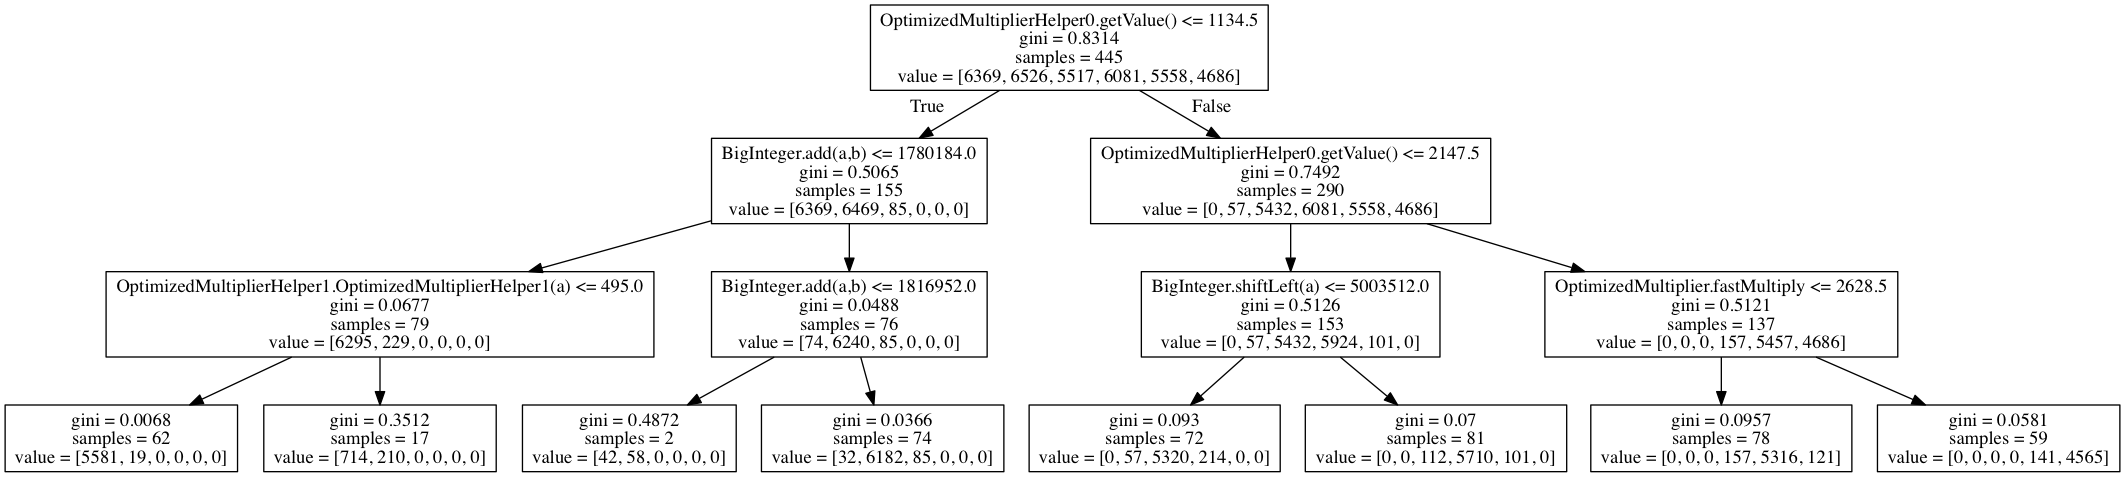 OptimizedMultiplierHelper0.getValue() <= 1134.5
gini = 0.8314
samples = 445
value = [6369, 6526, 5517, 6081, 5558, 4686]
True
False
BigInteger.add(a,b) <= 1780184.0
gini = 0.5065
samples = 155
value = [6369, 6469, 85, 0, 0, 0]
OptimizedMultiplierHelper0.getValue() <= 2147.5
gini = 0.7492
samples = 290
value = [0, 57, 5432, 6081, 5558, 4686]
OptimizedMultiplierHelper1.OptimizedMultiplierHelper1(a) <= 495.0
gini = 0.0677
samples = 79
value = [6295, 229, 0, 0, 0, 0]
BigInteger.add(a,b) <= 1816952.0
gini = 0.0488
samples = 76
value = [74, 6240, 85, 0, 0, 0]
BigInteger.shiftLeft(a) <= 5003512.0
gini = 0.5126
samples = 153
value = [0, 57, 5432, 5924, 101, 0]
OptimizedMultiplier.fastMultiply <= 2628.5
gini = 0.5121
samples = 137
value = [0, 0, 0, 157, 5457, 4686]
gini = 0.0068
samples = 62
value = [5581, 19, 0, 0, 0, 0]
gini = 0.3512
samples = 17
value = [714, 210, 0, 0, 0, 0]
gini = 0.4872
samples = 2
value = [42, 58, 0, 0, 0, 0]
gini = 0.0366
samples = 74
value = [32, 6182, 85, 0, 0, 0]
gini = 0.093
samples = 72
value = [0, 57, 5320, 214, 0, 0]
gini = 0.07
samples = 81
value = [0, 0, 112, 5710, 101, 0]
gini = 0.0957
samples = 78
value = [0, 0, 0, 157, 5316, 121]
gini = 0.0581
samples = 59
value = [0, 0, 0, 0, 141, 4565]